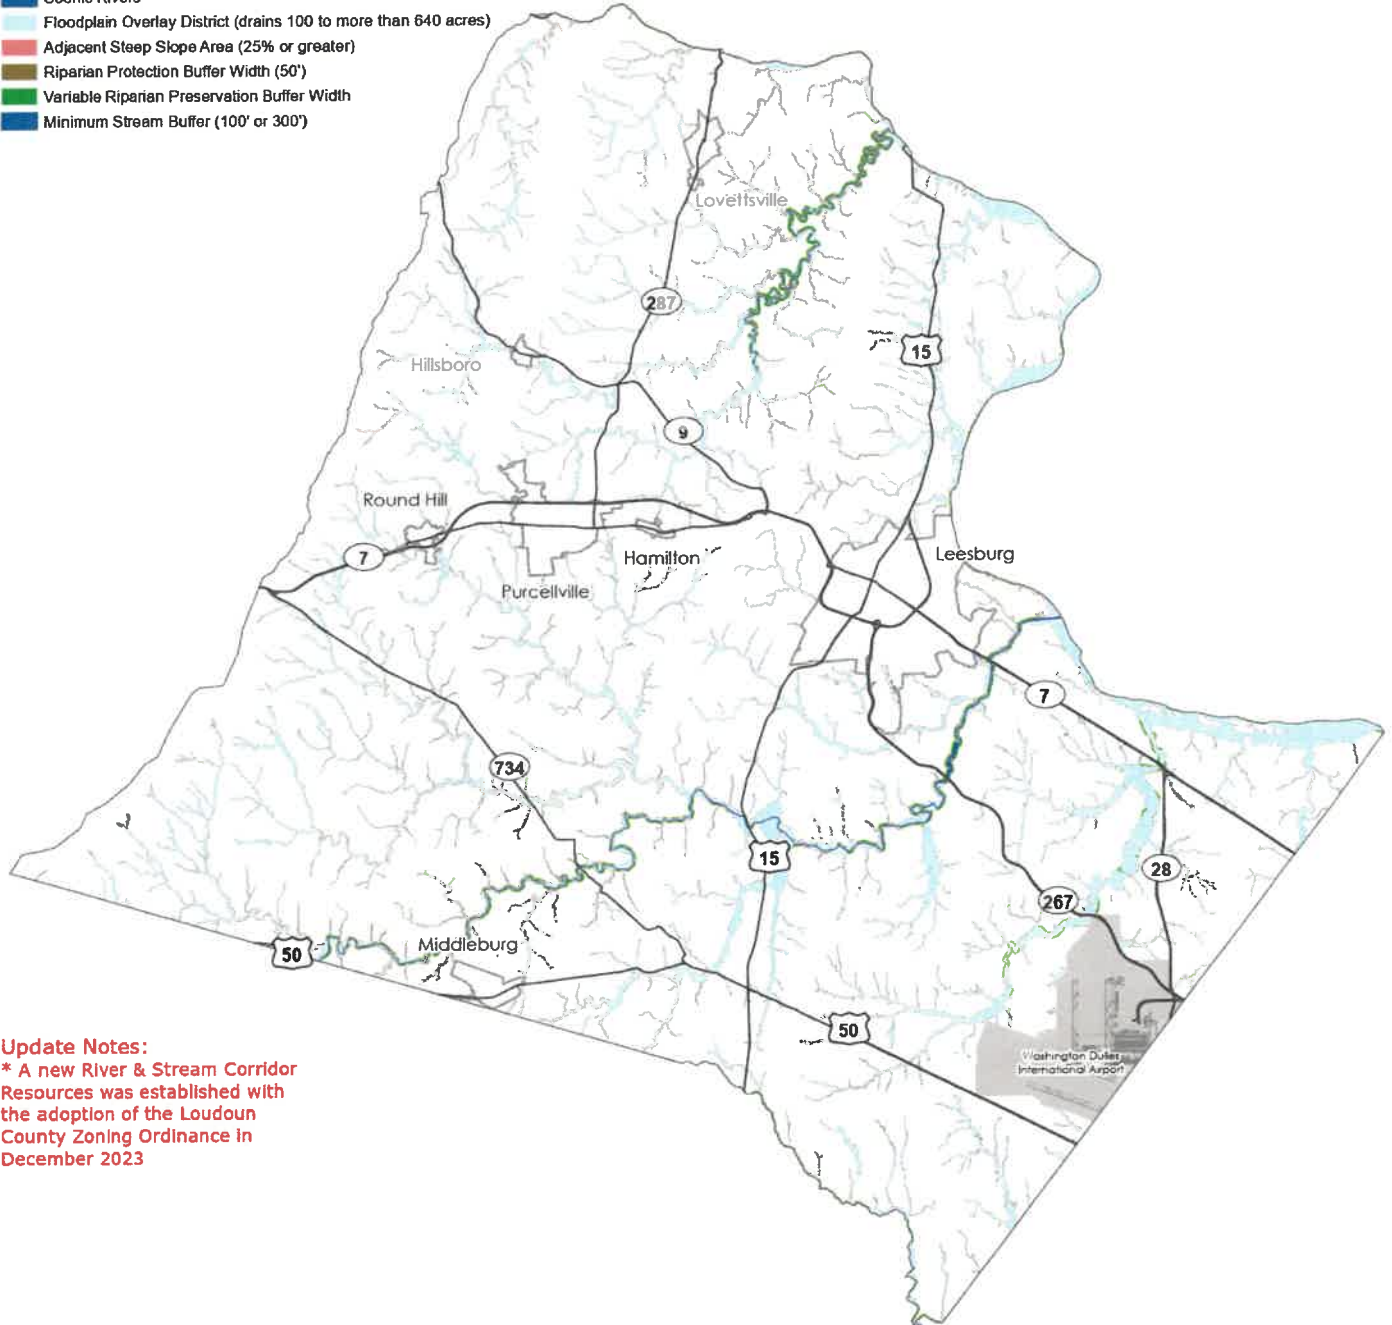 Scenic Rivers
Floodplain Overlay District (drains 100 to more than 640 acres)
Adjacent Steep Slope Area (25% or greater)
Riparian Protection Buffer Width (50')
Variable Riparian Preservation Buffer Width
Minimum Stream Buffer (100' or 300')
Lovettsville
287
15
Hillsboro
9
Round Hill
7
Hamilton
Leesburg
Purcellville
7
734
15
28
267
Middleburg
50
50
Washington Dulles
International Airport
Update Notes:
* A new River & Stream Corridor
Resources was established with
the adoption of the Loudoun
County Zoning Ordinance in
December 2023